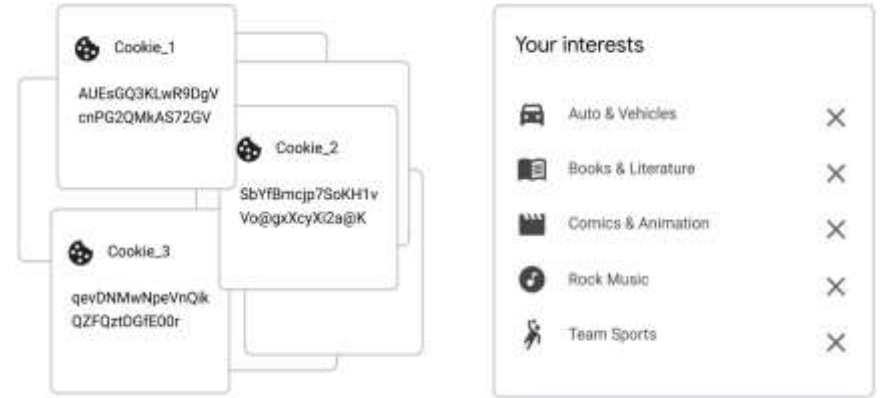 Cookie_1
AUEsGQ3KLwR9DgV
cnPG2QMkAS72GV
Cookie_2
SbYfBmcjp7SoKH1v
Vo@gxXcyXi2a@K
Cookie_3
qevDNMwNpeVnQik
QZFQztDGfE00r
Your interests
Auto & Vehicles
Books & Literature
Comics & Animation
Rock Music
Team Sports